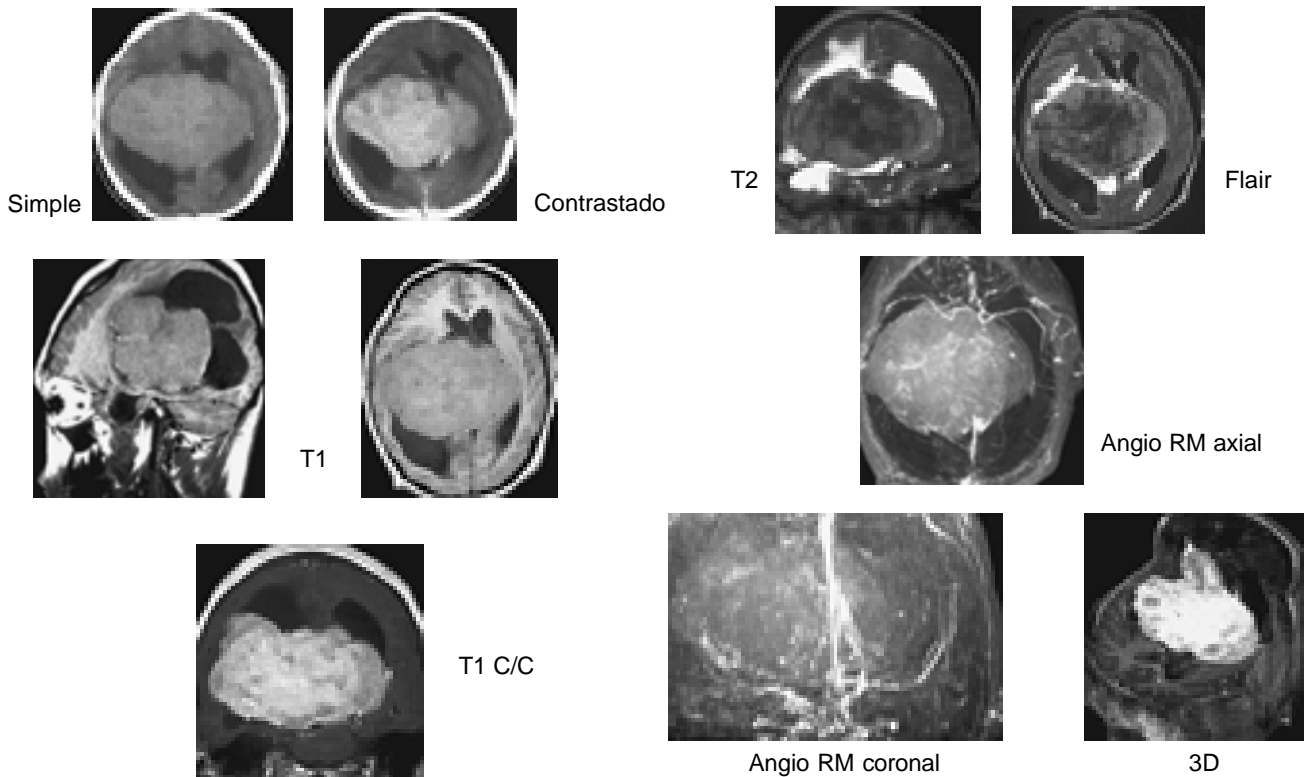 Simple
Contrastado
T2
Flair
T1
Angio RM axial
T1 C/C
Angio RM coronal
3D